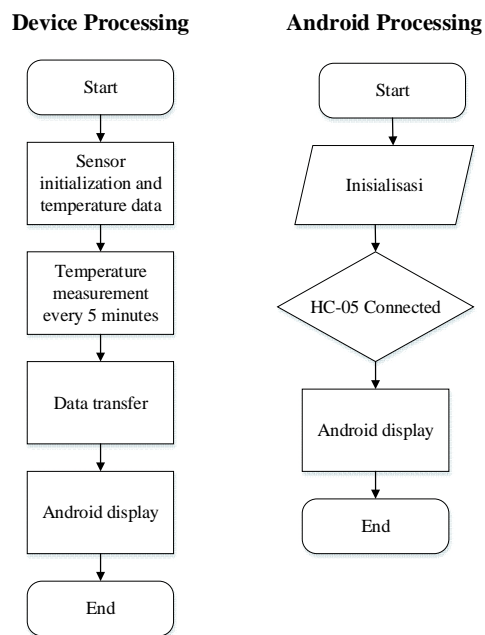 Device Processing
Start
Sensor
initialization and
temperature data
Temperature
measurement
every 5 minutes
Data transfer
Android display
End
Android Processing
Start
Inisialisasi
HC-05 Connected
Android display
End